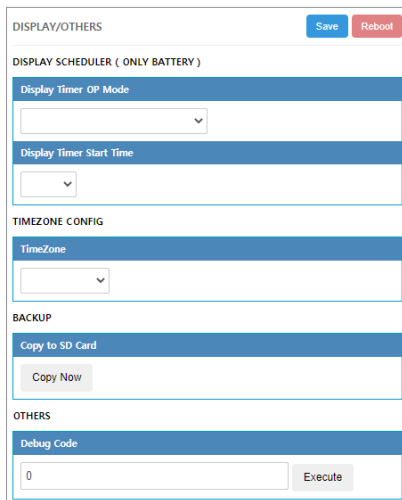 DISPLAY/OTHERS Save Reboot
DISPLAY SCHEDULER ( ONLY BATTERY )
Display Timer OP Mode
Display Timer Start Time
TIMEZONE CONFIG
TimeZone
BACKUP
Copy to SD Card
Copy Now
OTHERS
Debug Code
0 Execute